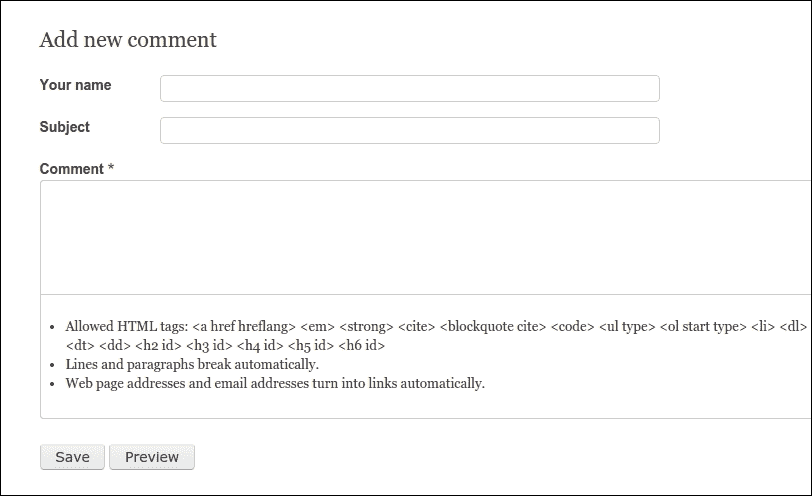 Add new comment
Your name
Subject
Comment *
• Allowed HTML tags: <a href hreflang> <em> <strong> <cite> <blockquote cite> <code> <ul type> <ol start type> <li> <dl>
<dt> <dd> <h2 id> <h3 id> <h4 id> <h5 id> <h6 id>
• Lines and paragraphs break automatically.
• Web page addresses and email addresses turn into links automatically.
Save Preview